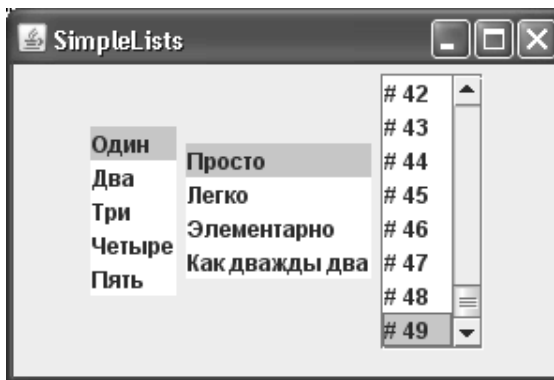 SimpleLists
Один
Два
Три
Четыре
Пять
Просто
Легко
Элементарно
Как дважды два
# 42
# 43
# 44
# 45
# 46
# 47
# 48
# 49